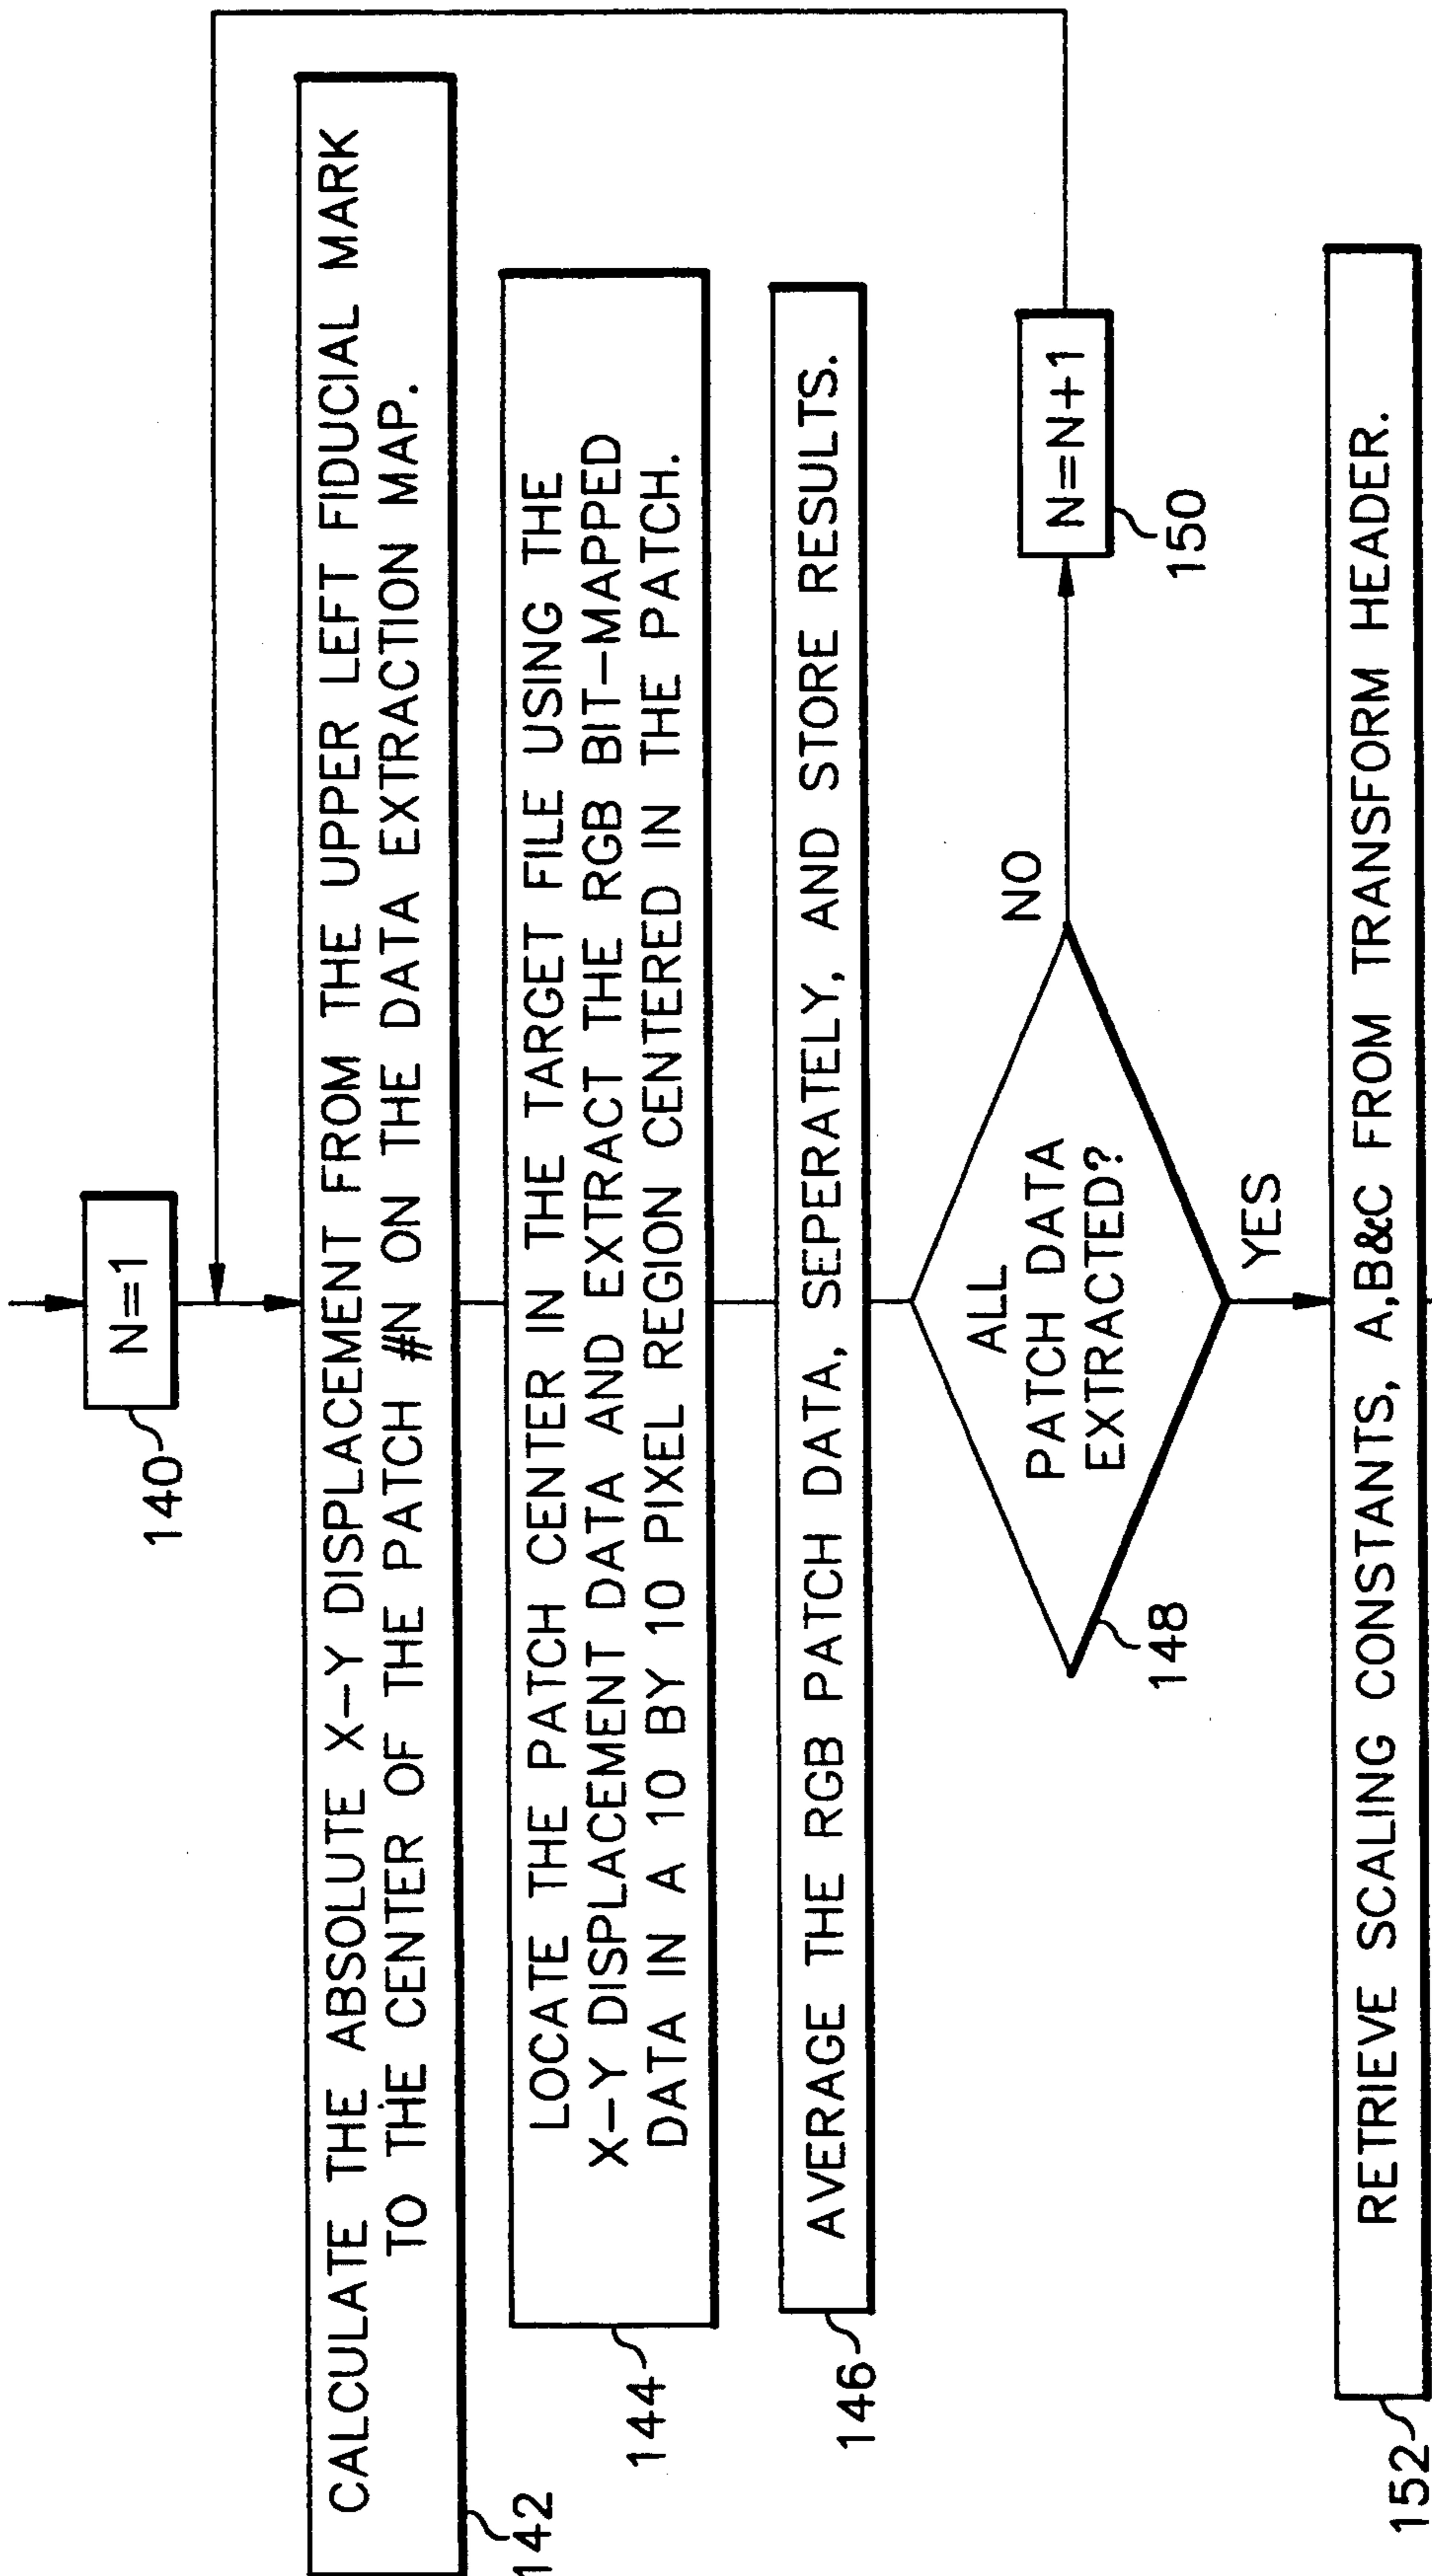 N=1
140
CALCULATE THE ABSOLUTE X-Y DISPLACEMENT FROM THE UPPER LEFT FIDUCIAL MARK
TO THE CENTER OF THE PATCH #N ON THE DATA EXTRACTION MAP.
142
LOCATE THE PATCH CENTER IN THE TARGET FILE USING THE
X-Y DISPLACEMENT DATA AND EXTRACT THE RGB BIT-MAPPED
DATA IN A 10 BY 10 PIXEL REGION CENTERED IN THE PATCH.
144
AVERAGE THE RGB PATCH DATA, SEPERATELY, AND STORE RESULTS.
146
ALL
PATCH DATA
EXTRACTED?
148
NO
N=N+1
150
YES
RETRIEVE SCALING CONSTANTS, A,B&C FROM TRANSFORM HEADER.
152